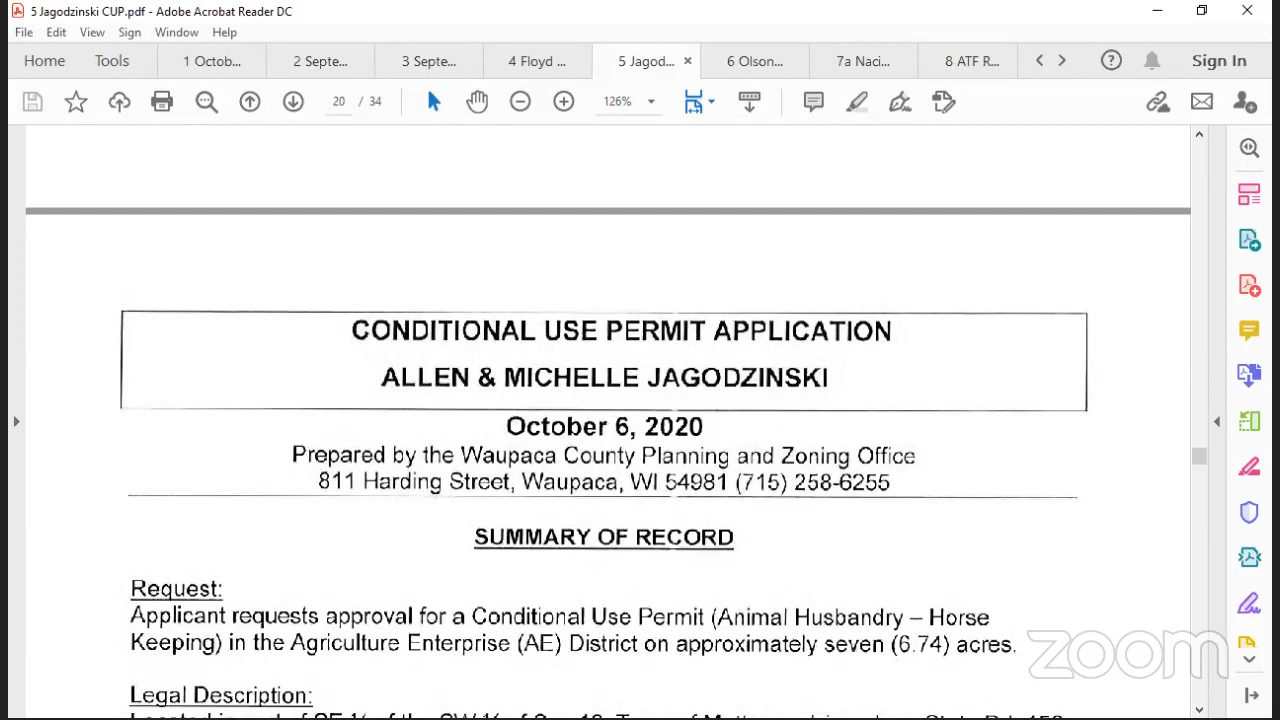 5 Jagodzinski CUP.pdf - Adobe Acrobat Reader DC
File Edit View Sign Window Help
Home Tools 1 Octob... 2 Septe... 3 Septe... 4 Floyd ... 5 Jagod... 6 Olson... 7a Naci... 8 ATF R... Sign In
20 / 34 126%
CONDITIONAL USE PERMIT APPLICATION
ALLEN & MICHELLE JAGODZINSKI
October 6, 2020
Prepared by the Waupaca County Planning and Zoning Office
811 Harding Street, Waupaca, WI 54981 (715) 258-6255
SUMMARY OF RECORD
Request:
Applicant requests approval for a Conditional Use Permit (Animal Husbandry – Horse
Keeping) in the Agriculture Enterprise (AE) District on approximately seven (6.74) acres.
zoom
Legal Description: